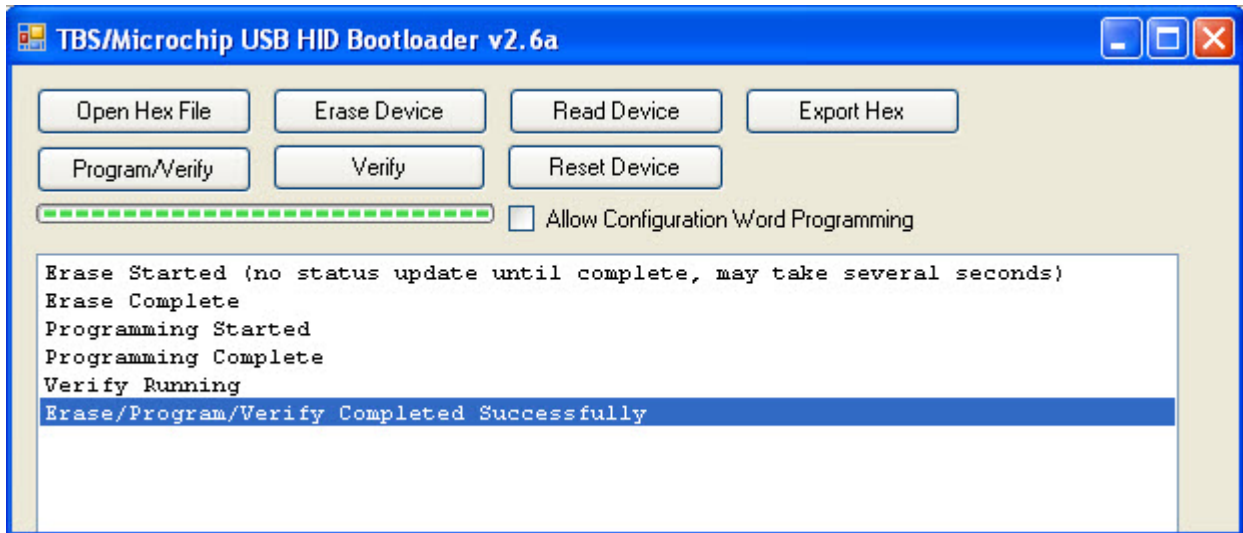 TBS/Microchip USB HID Bootloader v2.6a
Open Hex File Erase Device Read Device Export Hex
Program/Verify Verify Reset Device
Allow Configuration Word Programming
Erase Started (no status update until complete, may take several seconds)
Erase Complete
Programming Started
Programming Complete
Verify Running
Erase/Program/Verify Completed Successfully